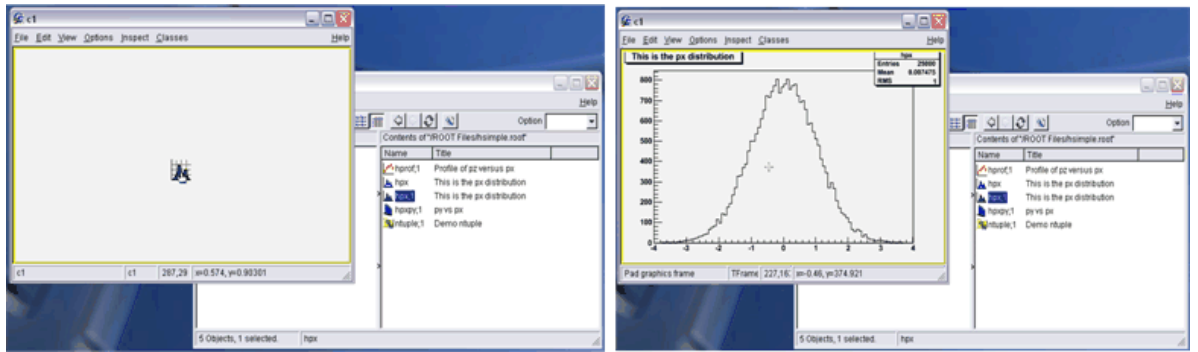 c1
File Edit View Options Inspect Classes Help
Help
Option
Contents of "/ROOT Files/hsimple.root"
Name Title
hprof;1 Profile of pz versus px
hpx This is the px distribution
hpx;1 This is the px distribution
hpxpy;1 py vs px
ntuple;1 Demo ntuple
c1 c1 287,29 x=0.574, y=0.90301
5 Objects, 1 selected. hpx
c1
File Edit View Options Inspect Classes Help
This is the px distribution
hpx
Entries 25000
Mean 0.007475
RMS 1
800
700
600
500
400
300
200
100
0
-4 -3 -2 -1 0 1 2 3 4
Pad graphics frame TFrame x=-0.46, y=374.921
Help
Option
Contents of "/ROOT Files/hsimple.root"
Name Title
hprof;1 Profile of pz versus px
hpx This is the px distribution
hpx;1 This is the px distribution
hpxpy;1 py vs px
ntuple;1 Demo ntuple
5 Objects, 1 selected. hpx